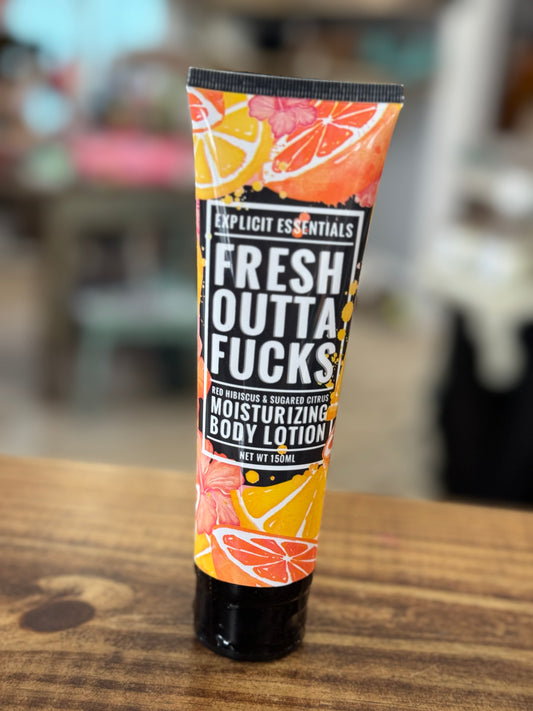 EXPLICIT ESSENTIALS
FRESH
OUTTA
FUCKS
RED HIBISCUS & SUGARED CITRUS
MOISTURIZING
BODY LOTION
NET WT 150ML